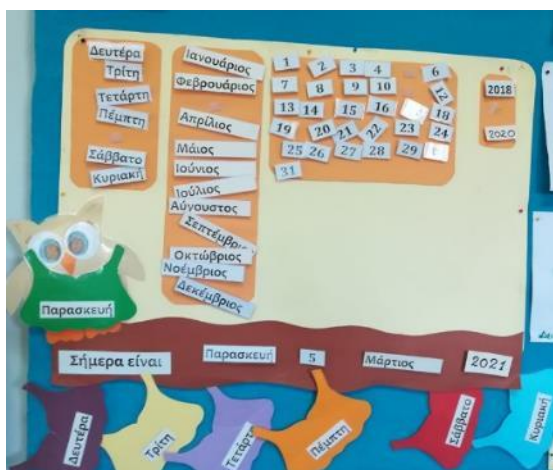 Δευτέρα
Τρίτη
Τετάρτη
Πέμπτη
Σάββατο
Κυριακή
Ιανουάριος
Φεβρουάριος
Απρίλιος
Μάιος
Ιούνιος
Ιούλιος
Αύγουστος
Σεπτέμβριος
Οκτώβριος
Νοέμβριος
Δεκέμβριος
1 2 3 4 6
7 8 9 10 12
13 14 15 16 18
19 20 21 22 23 24
25 26 27 28 29
31
2018
2020
Παρασκευή
Σήμερα είναι Παρασκευή 5 Μάρτιος 2021
Δευτέρα
Τρίτη
Τετάρτη
Πέμπτη
Σάββατο
Κυριακή